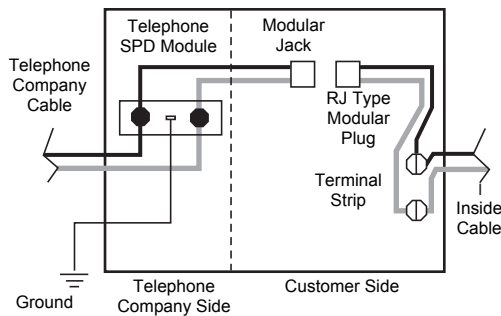 Telephone
SPD Module
Modular
Jack
Telephone
Company
Cable
RJ Type
Modular
Plug
Terminal
Strip
Inside
Cable
Ground
Telephone
Company Side
Customer Side